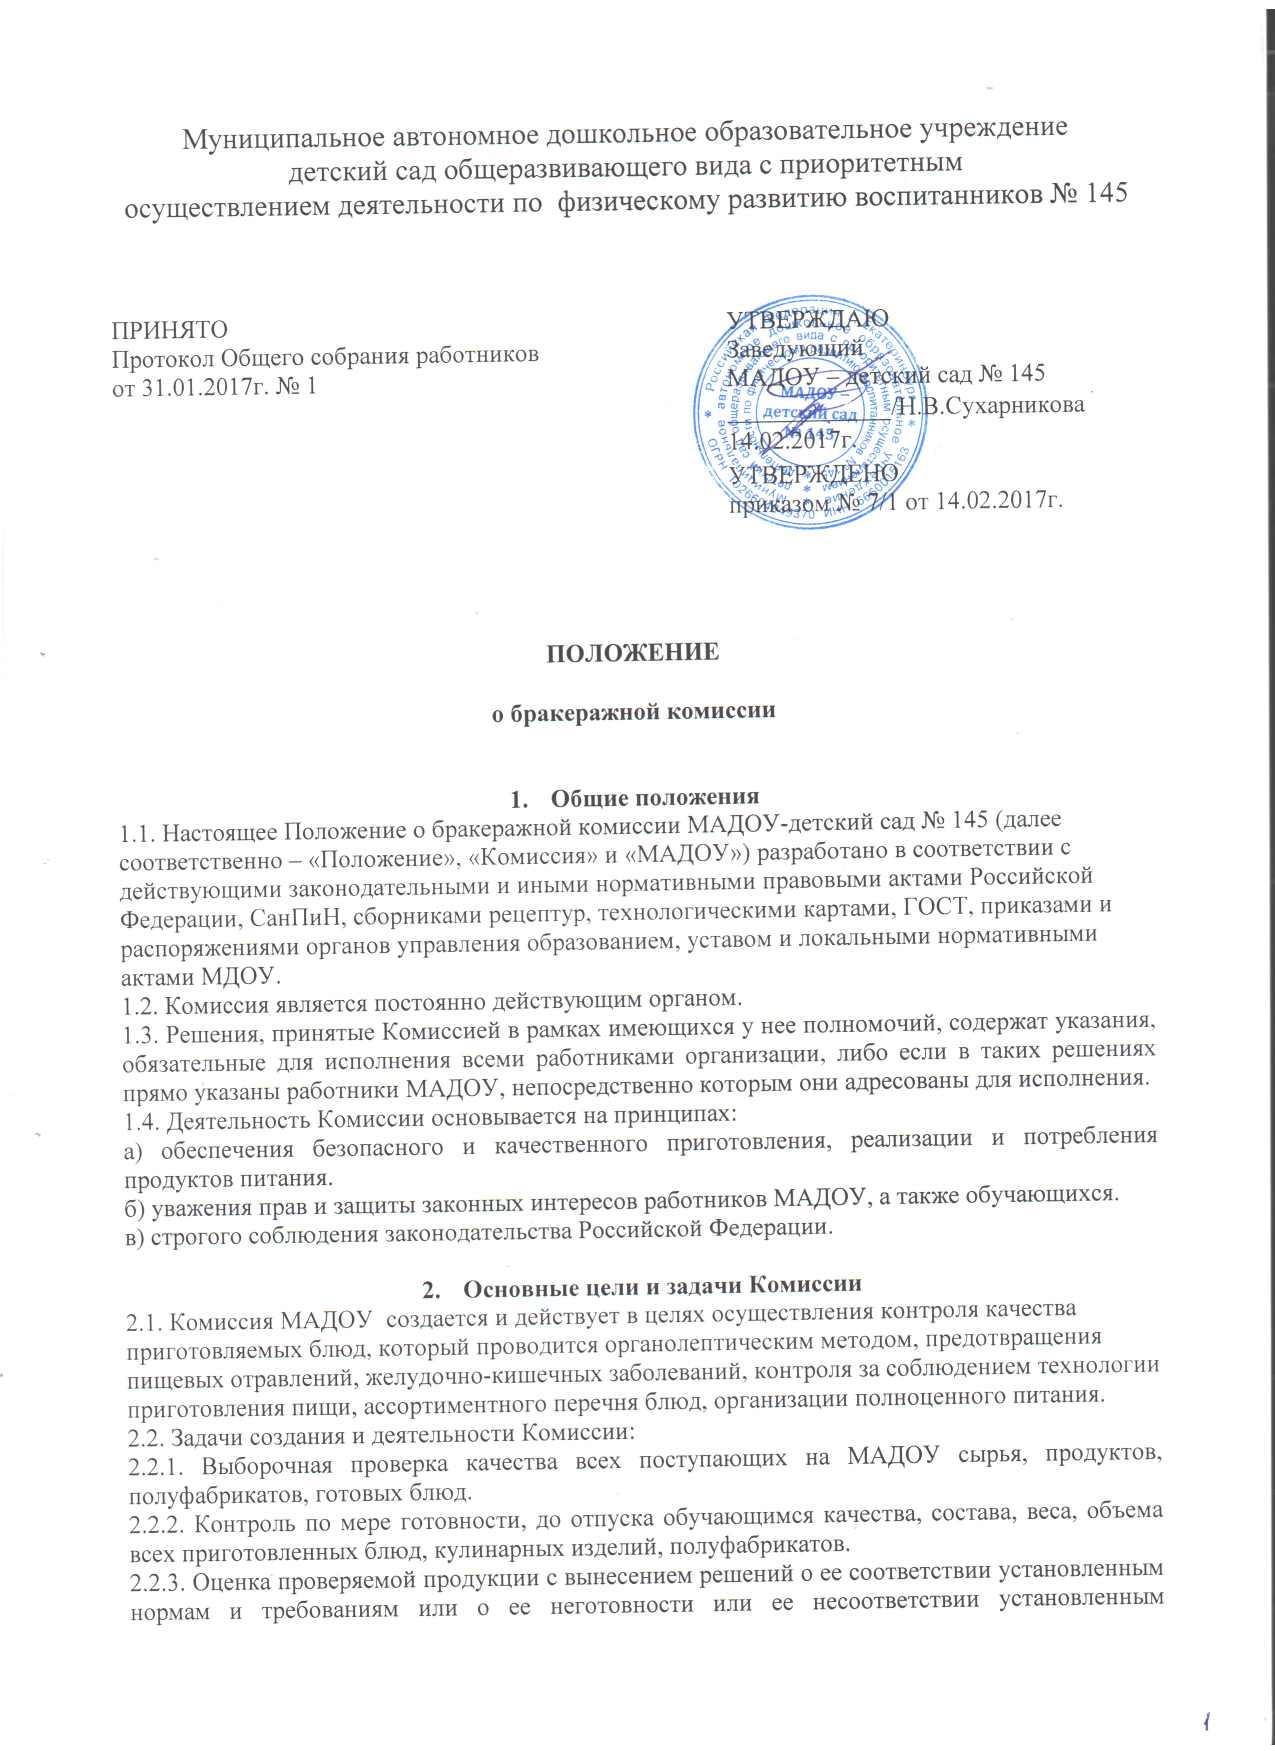 Муниципальное автономное дошкольное образовательное учреждение
детский сад общеразвивающего вида с приоритетным
осуществлением деятельности по физическому развитию воспитанников № 145
ПРИНЯТО
Протокол Общего собрания работников
от 31.01.2017г. № 1
УТВЕРЖДАЮ
Заведующий
МАДОУ – детский сад № 145
/Н.В.Сухарникова
14.02.2017г.
УТВЕРЖДЕНО
приказом № 7/1 от 14.02.2017г.
МАДОУ –
детский сад
№ 145
ПОЛОЖЕНИЕ
о бракеражной комиссии
1. Общие положения
1.1. Настоящее Положение о бракеражной комиссии МАДОУ-детский сад № 145 (далее
соответственно – «Положение», «Комиссия» и «МАДОУ») разработано в соответствии с
действующими законодательными и иными нормативными правовыми актами Российской
Федерации, СанПиН, сборниками рецептур, технологическими картами, ГОСТ, приказами и
распоряжениями органов управления образованием, уставом и локальными нормативными
актами МДОУ.
1.2. Комиссия является постоянно действующим органом.
1.3. Решения, принятые Комиссией в рамках имеющихся у нее полномочий, содержат указания,
обязательные для исполнения всеми работниками организации, либо если в таких решениях
прямо указаны работники МАДОУ, непосредственно которым они адресованы для исполнения.
1.4. Деятельность Комиссии основывается на принципах:
а) обеспечения безопасного и качественного приготовления, реализации и потребления
продуктов питания.
б) уважения прав и защиты законных интересов работников МАДОУ, а также обучающихся.
в) строгого соблюдения законодательства Российской Федерации.
2. Основные цели и задачи Комиссии
2.1. Комиссия МАДОУ создается и действует в целях осуществления контроля качества
приготовляемых блюд, который проводится органолептическим методом, предотвращения
пищевых отравлений, желудочно-кишечных заболеваний, контроля за соблюдением технологии
приготовления пищи, ассортиментного перечня блюд, организации полноценного питания.
2.2. Задачи создания и деятельности Комиссии:
2.2.1. Выборочная проверка качества всех поступающих на МАДОУ сырья, продуктов,
полуфабрикатов, готовых блюд.
2.2.2. Контроль по мере готовности, до отпуска обучающимся качества, состава, веса, объема
всех приготовленных блюд, кулинарных изделий, полуфабрикатов.
2.2.3. Оценка проверяемой продукции с вынесением решений о ее соответствии установленным
нормам и требованиям или о ее неготовности или ее несоответствии установленным
1